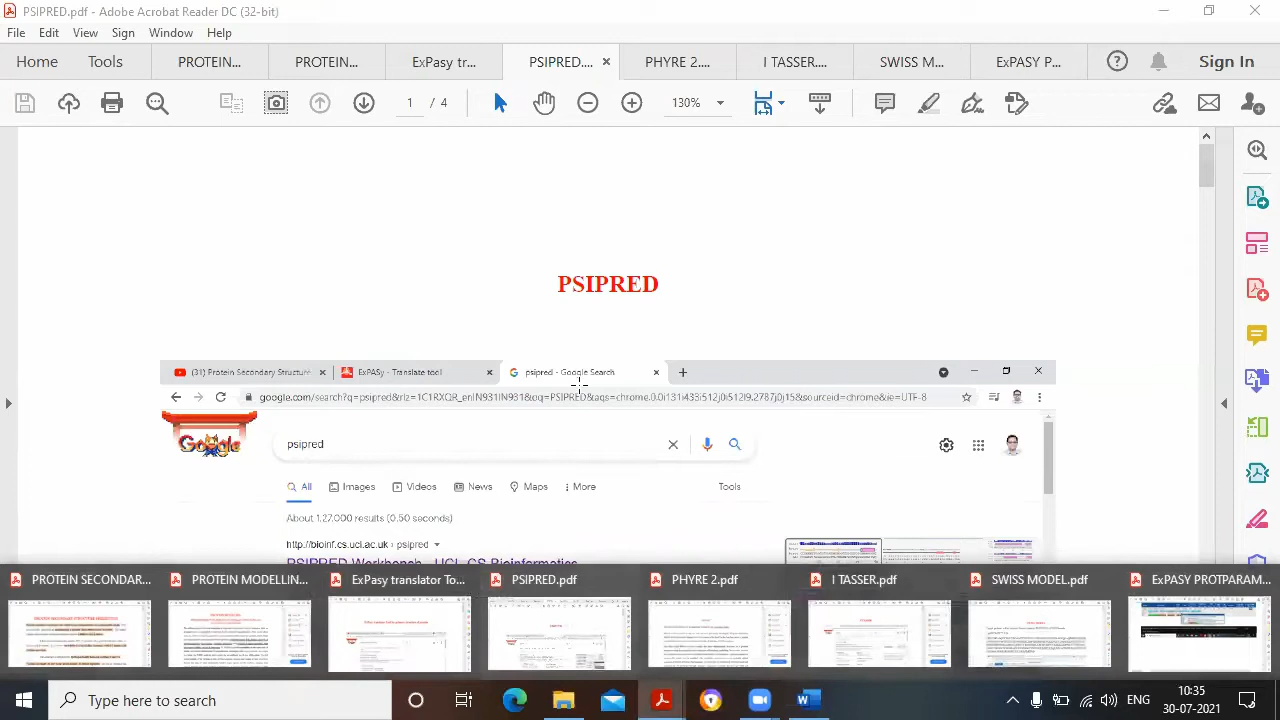 PSIPRED.pdf - Adobe Acrobat Reader DC (32-bit)
File Edit View Sign Window Help
Home Tools PROTEIN... PROTEIN... ExPasy tr... PSIPRED.... PHYRE 2.... I TASSER.... SWISS M... ExPASY P... Sign In
1 / 4 130%
PSIPRED
(31) Protein Secondary Structure ExPASy - Translate tool psipred - Google Search
Google
psipred
All Images Videos News Maps More Tools
About 1,27,000 results (0.50 seconds)
http://bioinf.cs.ucl.ac.uk › psipred
PROTEIN SECONDAR... PROTEIN MODELLIN... ExPasy translator To... PSIPRED.pdf PHYRE 2.pdf I TASSER.pdf SWISS MODEL.pdf ExPASY PROTPARAM...
Type here to search
ENG
10:35
30-07-2021